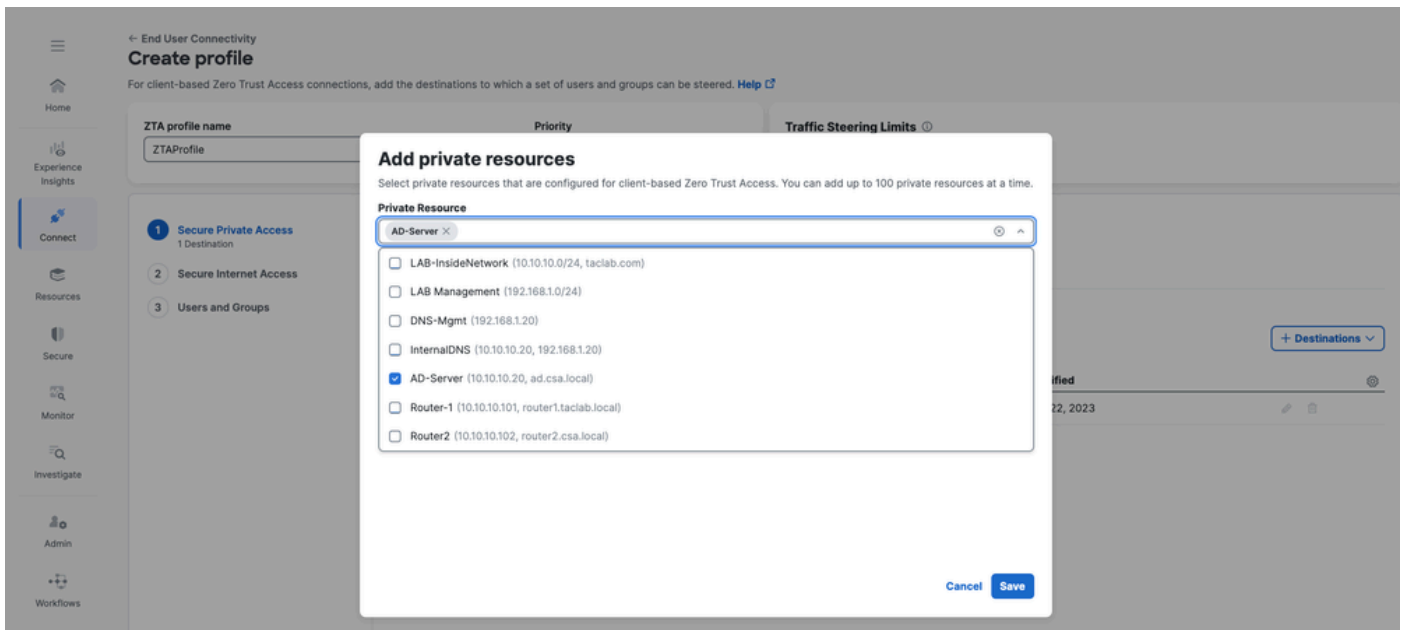 ← End User Connectivity
Create profile
For client-based Zero Trust Access connections, add the destinations to which a set of users and groups can be steered. Help
Home
Experience
Insights
Connect
Resources
Secure
Monitor
Investigate
Admin
Workflows
ZTA profile name
ZTAProfile
Priority
Traffic Steering Limits
1 Secure Private Access
1 Destination
2 Secure Internet Access
3 Users and Groups
+ Destinations
ified
22, 2023
Add private resources
Select private resources that are configured for client-based Zero Trust Access. You can add up to 100 private resources at a time.
Private Resource
AD-Server ×
LAB-InsideNetwork (10.10.10.0/24, taclab.com)
LAB Management (192.168.1.0/24)
DNS-Mgmt (192.168.1.20)
InternalDNS (10.10.10.20, 192.168.1.20)
AD-Server (10.10.10.20, ad.csa.local)
Router-1 (10.10.10.101, router1.taclab.local)
Router2 (10.10.10.102, router2.csa.local)
Cancel Save